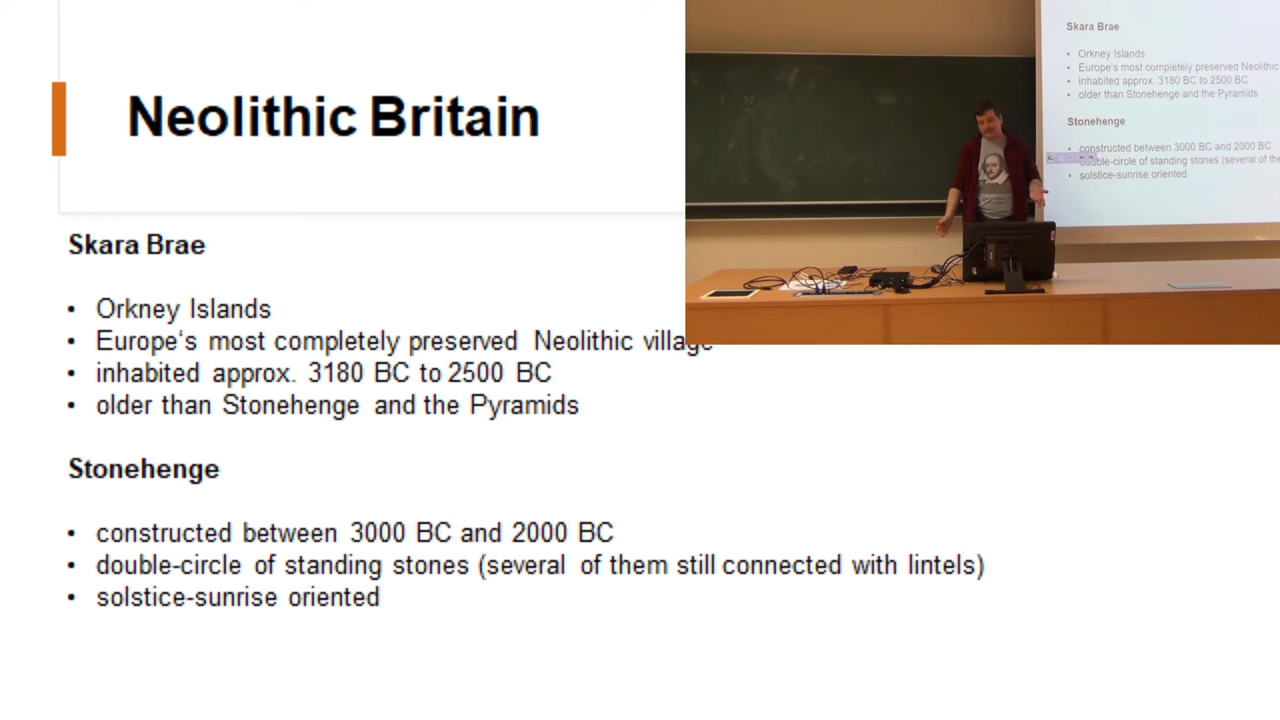 Neolithic Britain
Skara Brae
• Orkney Islands
• Europe's most completely preserved Neolithic village
• inhabited approx. 3180 BC to 2500 BC
• older than Stonehenge and the Pyramids
Stonehenge
• constructed between 3000 BC and 2000 BC
• double-circle of standing stones (several of them still connected with lintels)
• solstice-sunrise oriented
Skara Brae
• Orkney Islands
• Europe's most completely preserved Neolithic
• inhabited approx. 3180 BC to 2500 BC
• older than Stonehenge and the Pyramids
Stonehenge
• constructed between 3000 BC and 2000 BC
double-circle of standing stones (several of the
• solstice-sunrise oriented